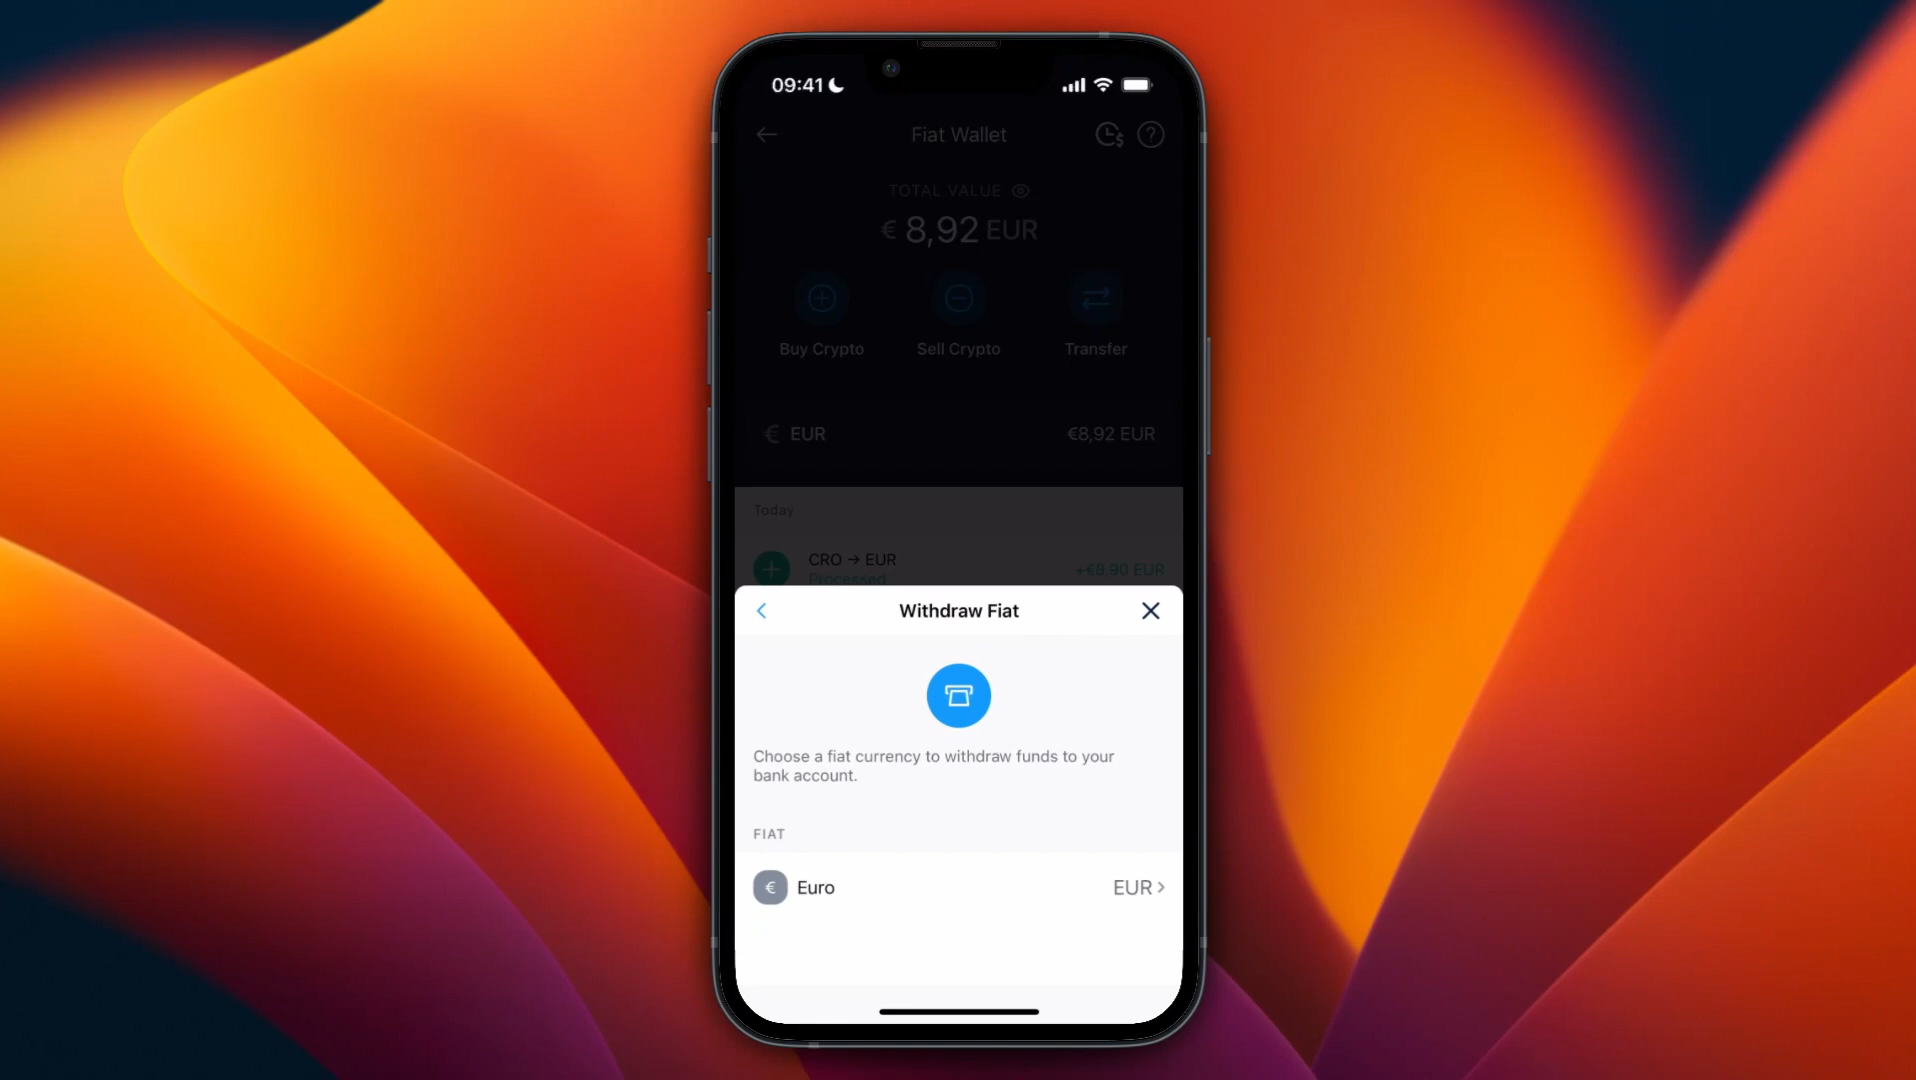 09:41
Fiat Wallet
TOTAL VALUE
€ 8,92 EUR
Buy Crypto
Sell Crypto
Transfer
€ EUR
€8,92 EUR
Today
CRO → EUR
+€8.90 EUR
Processed
Withdraw Fiat
Choose a fiat currency to withdraw funds to your
bank account.
FIAT
€ Euro
EUR >